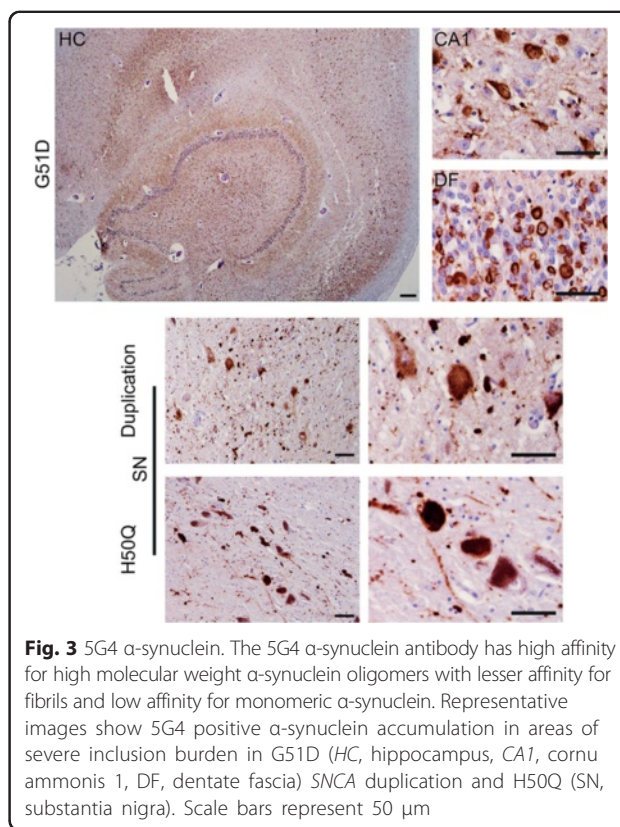 HC
CA1
G51D
DF
Duplication
SN
H50Q
Fig. 3 5G4 α-synuclein. The 5G4 α-synuclein antibody has high affinity
for high molecular weight α-synuclein oligomers with lesser affinity for
fibrils and low affinity for monomeric α-synuclein. Representative
images show 5G4 positive α-synuclein accumulation in areas of
severe inclusion burden in G51D (HC, hippocampus, CA1, cornu
ammonis 1, DF, dentate fascia) SNCA duplication and H50Q (SN,
substantia nigra). Scale bars represent 50 μm